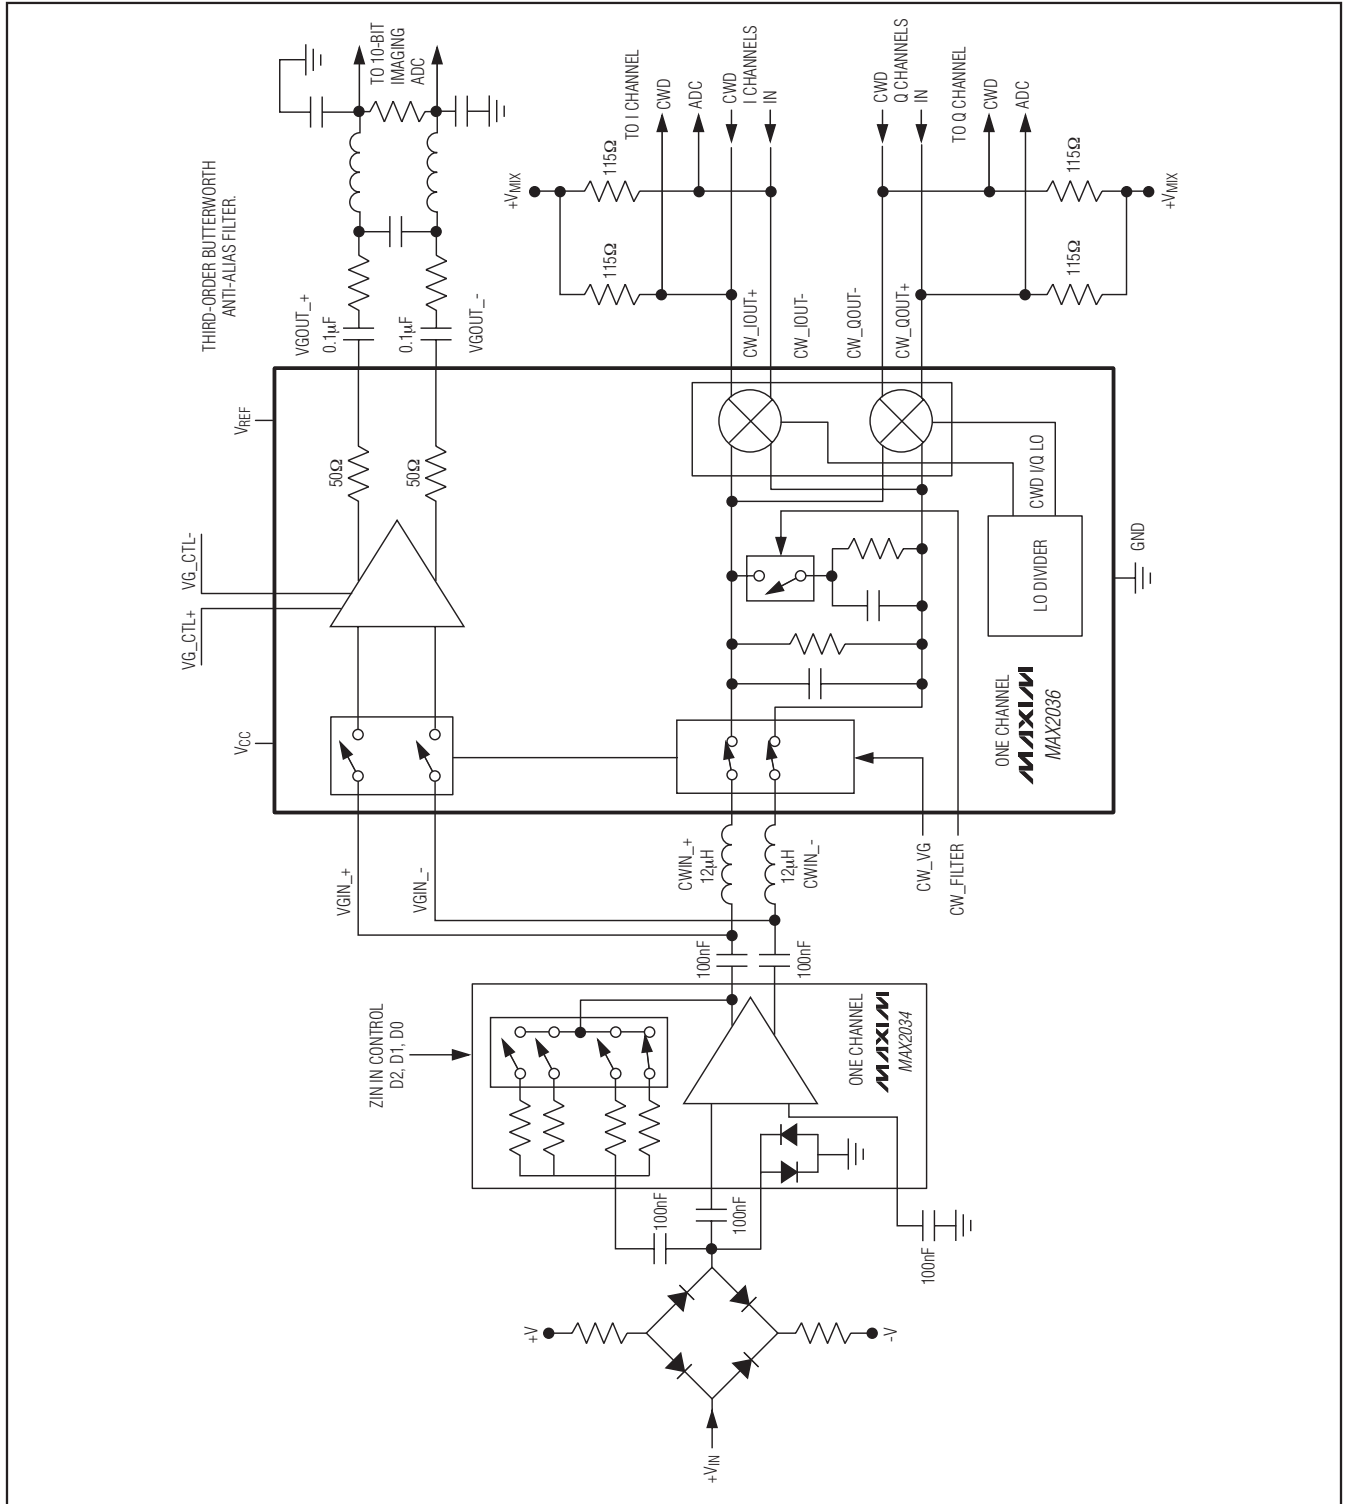 +VIN
+V
-V
100nF
100nF
100nF
ZIN IN CONTROL
D2, D1, D0
ONE CHANNEL
MAXIM
MAX2034
100nF
100nF
VGIN_+
VGIN_-
CWIN_+
12µH
12µH
CWIN_-
CW_VG
CW_FILTER
VCC
VG_CTL+
VG_CTL-
VREF
50Ω
50Ω
ONE CHANNEL
MAXIM
MAX2036
LO DIVIDER
CWD I/Q LO
GND
THIRD-ORDER BUTTERWORTH
ANTI-ALIAS FILTER.
VGOUT_+
0.1µF
0.1µF
VGOUT_-
TO 10-BIT
IMAGING
ADC
CW_IOUT+
CW_IOUT-
CW_QOUT-
CW_QOUT+
+VMIX
115Ω
115Ω
TO I CHANNEL
CWD
ADC
CWD
I CHANNELS
IN
CWD
Q CHANNELS
IN
TO Q CHANNEL
CWD
ADC
115Ω
115Ω
+VMIX